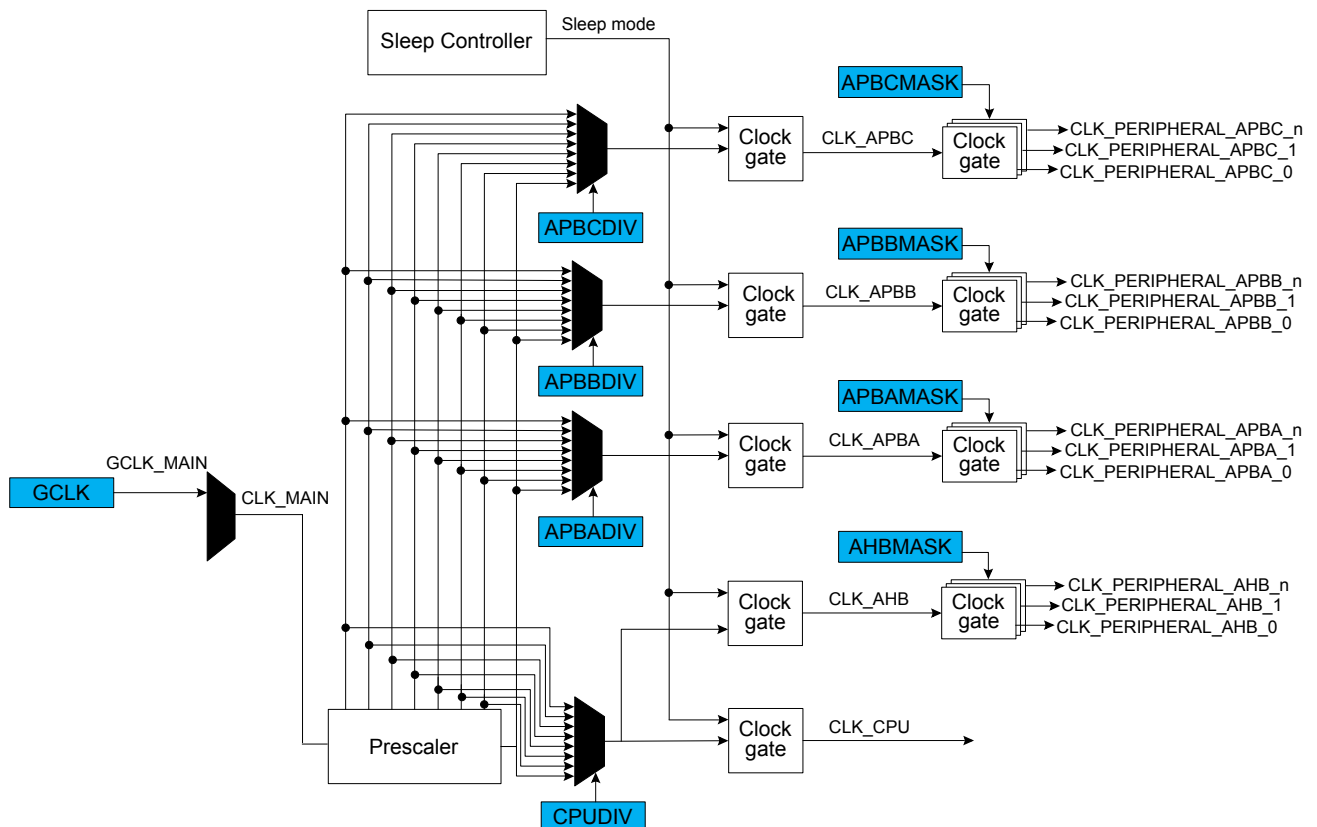 Sleep Controller
Sleep mode
APBCMASK
Clock
gate
CLK_APBC
Clock
gate
CLK_PERIPHERAL_APBC_n
CLK_PERIPHERAL_APBC_1
CLK_PERIPHERAL_APBC_0
APBCDIV
APBBMASK
Clock
gate
CLK_APBB
Clock
gate
CLK_PERIPHERAL_APBB_n
CLK_PERIPHERAL_APBB_1
CLK_PERIPHERAL_APBB_0
APBBDIV
APBAMASK
Clock
gate
CLK_APBA
Clock
gate
CLK_PERIPHERAL_APBA_n
CLK_PERIPHERAL_APBA_1
CLK_PERIPHERAL_APBA_0
GCLK
GCLK_MAIN
CLK_MAIN
APBADIV
AHBMASK
Clock
gate
CLK_AHB
Clock
gate
CLK_PERIPHERAL_AHB_n
CLK_PERIPHERAL_AHB_1
CLK_PERIPHERAL_AHB_0
Prescaler
Clock
gate
CLK_CPU
CPUDIV